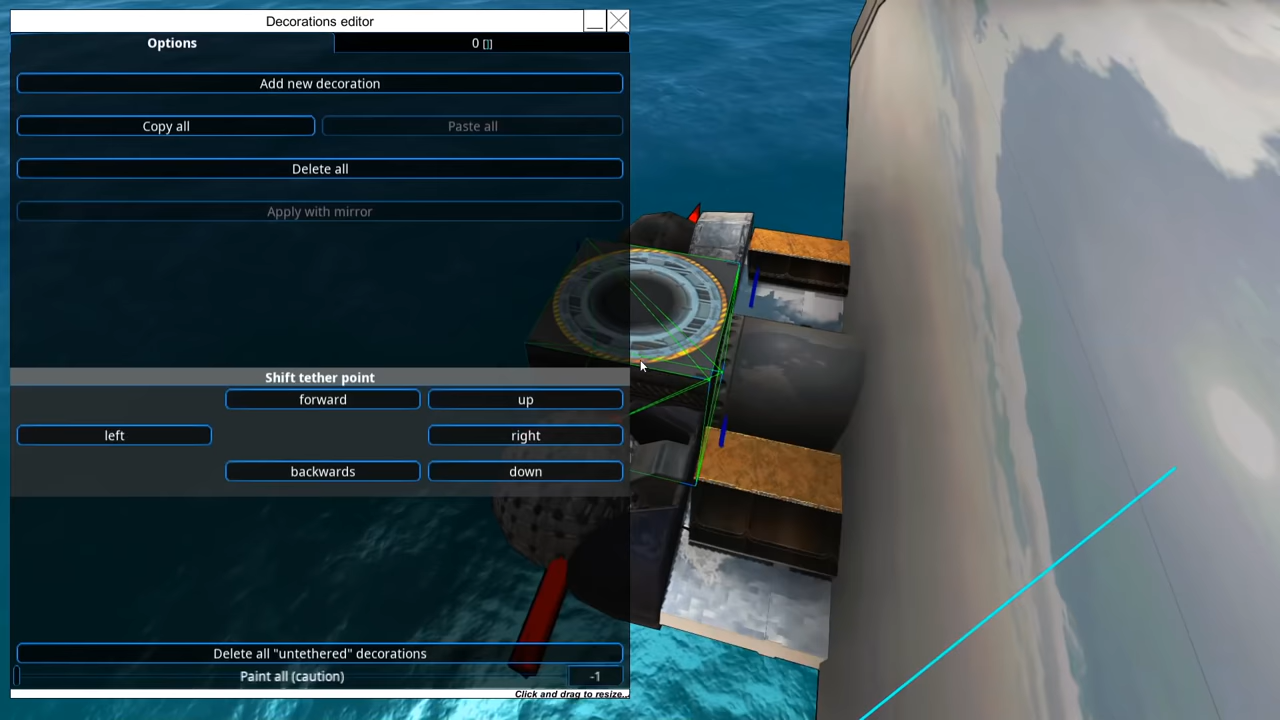 Decorations editor
Options
0 []]
Add new decoration
Copy all
Paste all
Delete all
Apply with mirror
Shift tether point
forward
up
left
right
backwards
down
Delete all "untethered" decorations
Paint all (caution)
-1
Click and drag to resize...